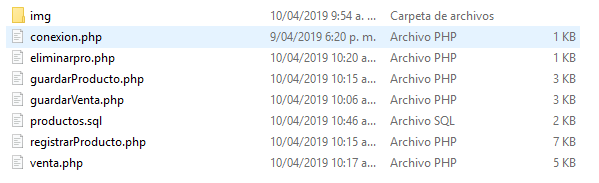 img 10/04/2019 9:54 a. ... Carpeta de archivos
conexion.php 9/04/2019 6:20 p. m. Archivo PHP 1 KB
eliminarpro.php 10/04/2019 10:20 a... Archivo PHP 1 KB
guardarProducto.php 10/04/2019 10:15 a... Archivo PHP 3 KB
guardarVenta.php 10/04/2019 10:06 a... Archivo PHP 3 KB
productos.sql 10/04/2019 10:46 a... Archivo SQL 2 KB
registrarProducto.php 10/04/2019 10:15 a... Archivo PHP 7 KB
venta.php 10/04/2019 10:17 a... Archivo PHP 5 KB